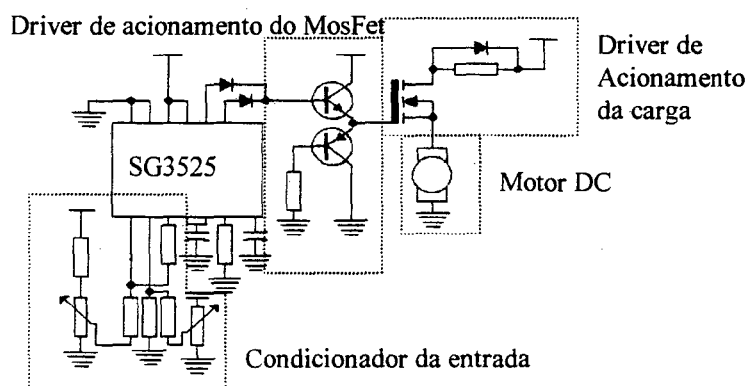 Driver de acionamento do MosFet
Driver de
Acionamento
da carga
SG3525
Motor DC
Condicionador da entrada